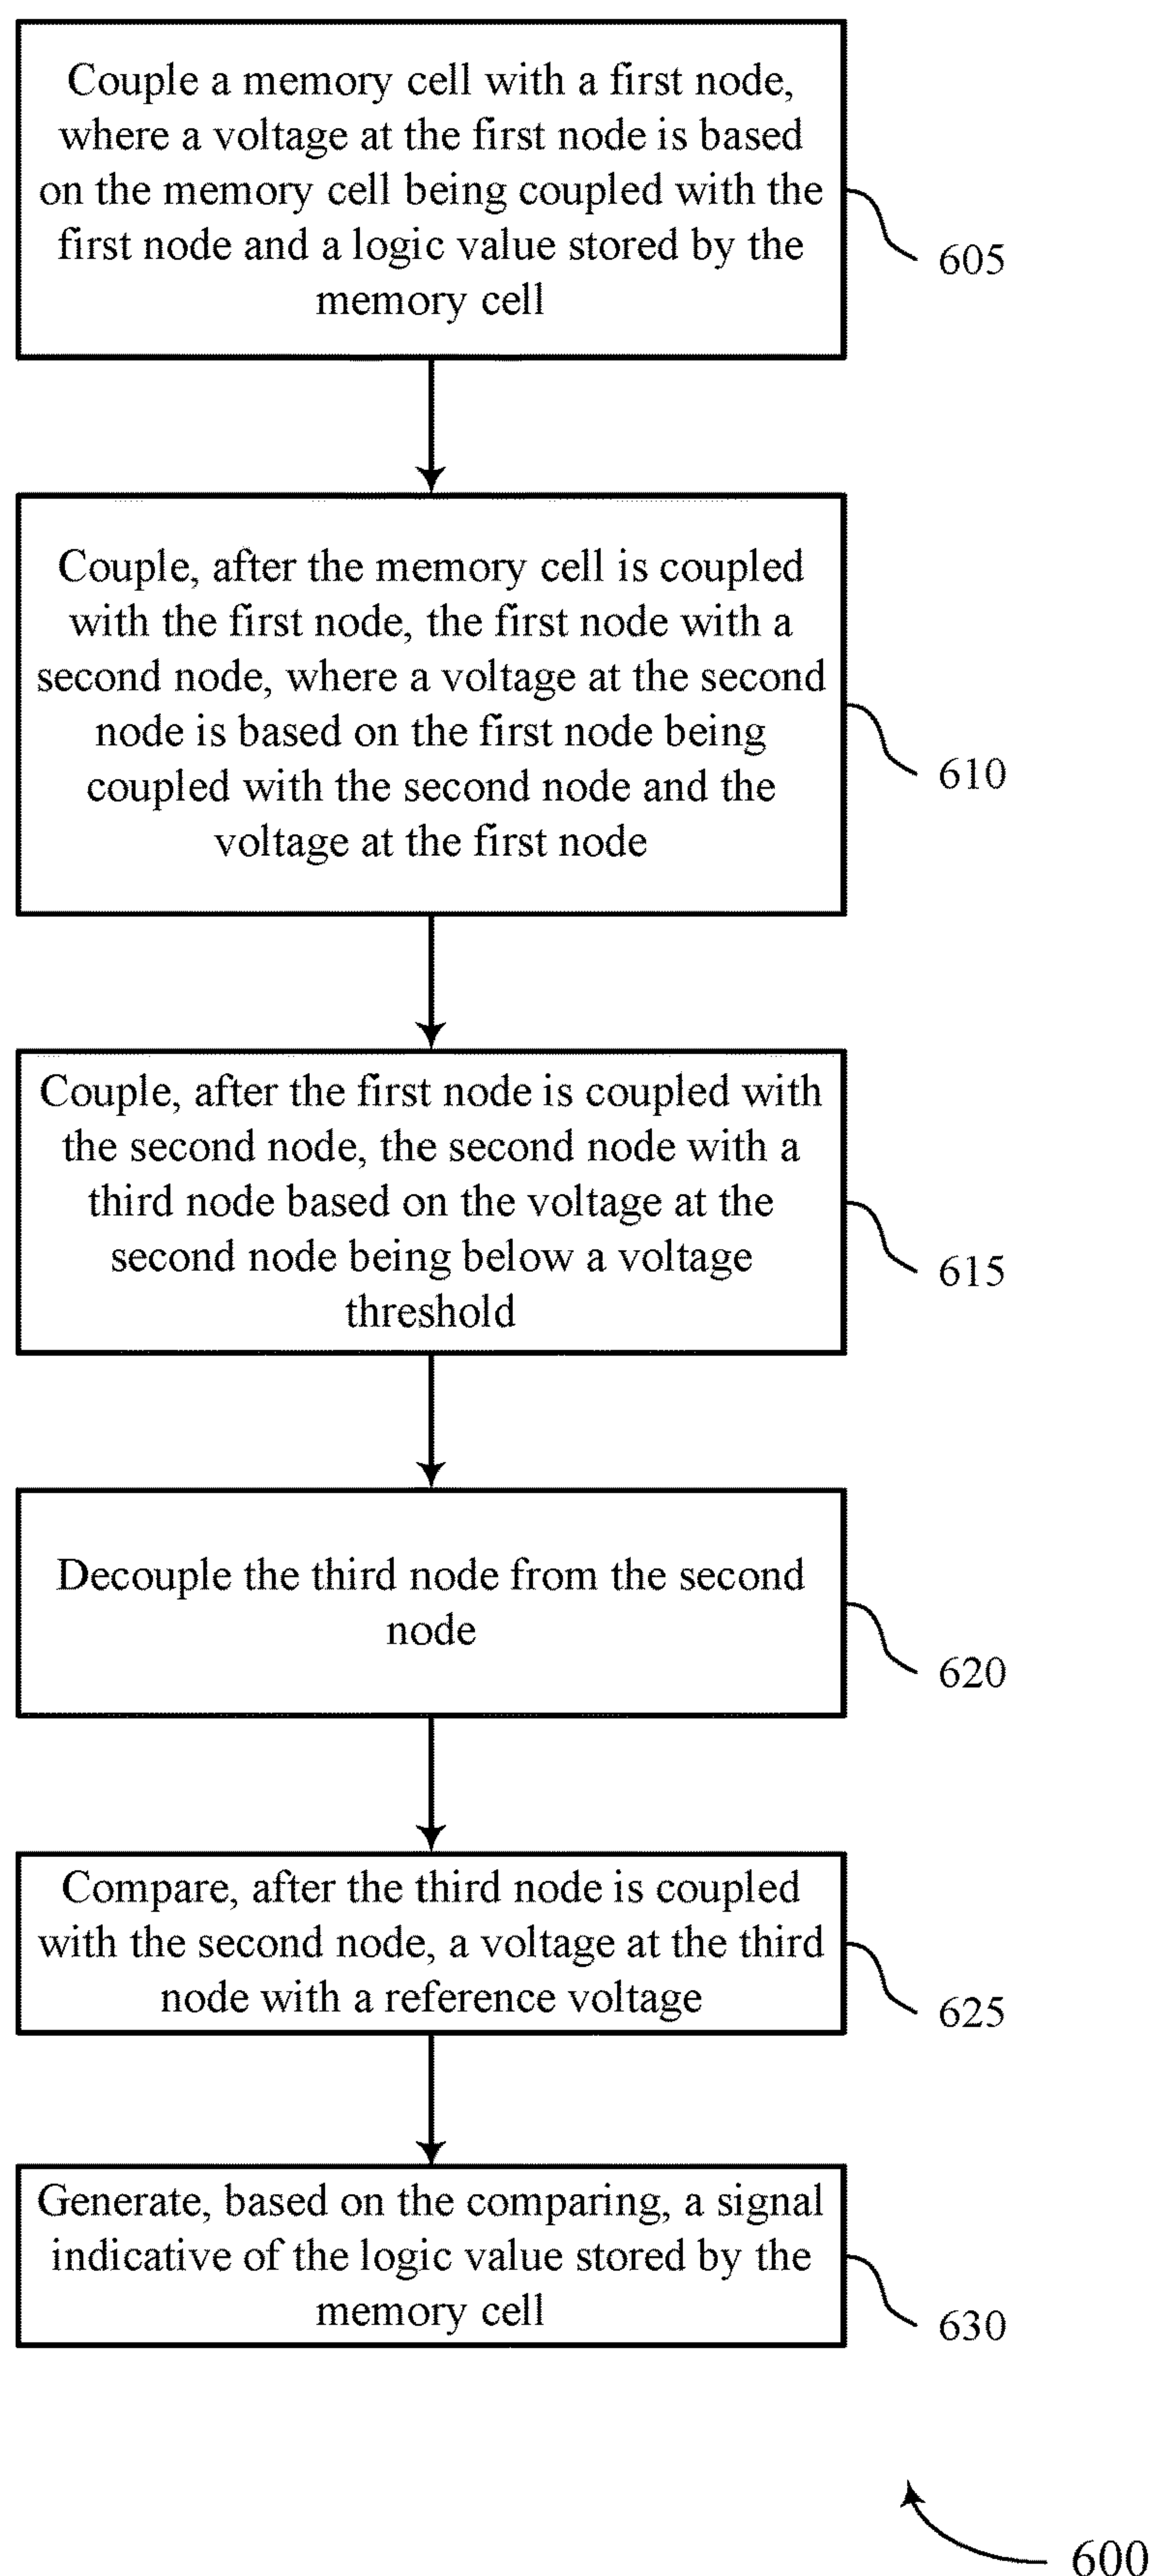 Couple a memory cell with a first node,
where a voltage at the first node is based
on the memory cell being coupled with the
first node and a logic value stored by the
memory cell
605
Couple, after the memory cell is coupled
with the first node, the first node with a
second node, where a voltage at the second
node is based on the first node being
coupled with the second node and the
voltage at the first node
610
Couple, after the first node is coupled with
the second node, the second node with a
third node based on the voltage at the
second node being below a voltage
threshold
615
Decouple the third node from the second
node
620
Compare, after the third node is coupled
with the second node, a voltage at the third
node with a reference voltage
625
Generate, based on the comparing, a signal
indicative of the logic value stored by the
memory cell
630
600